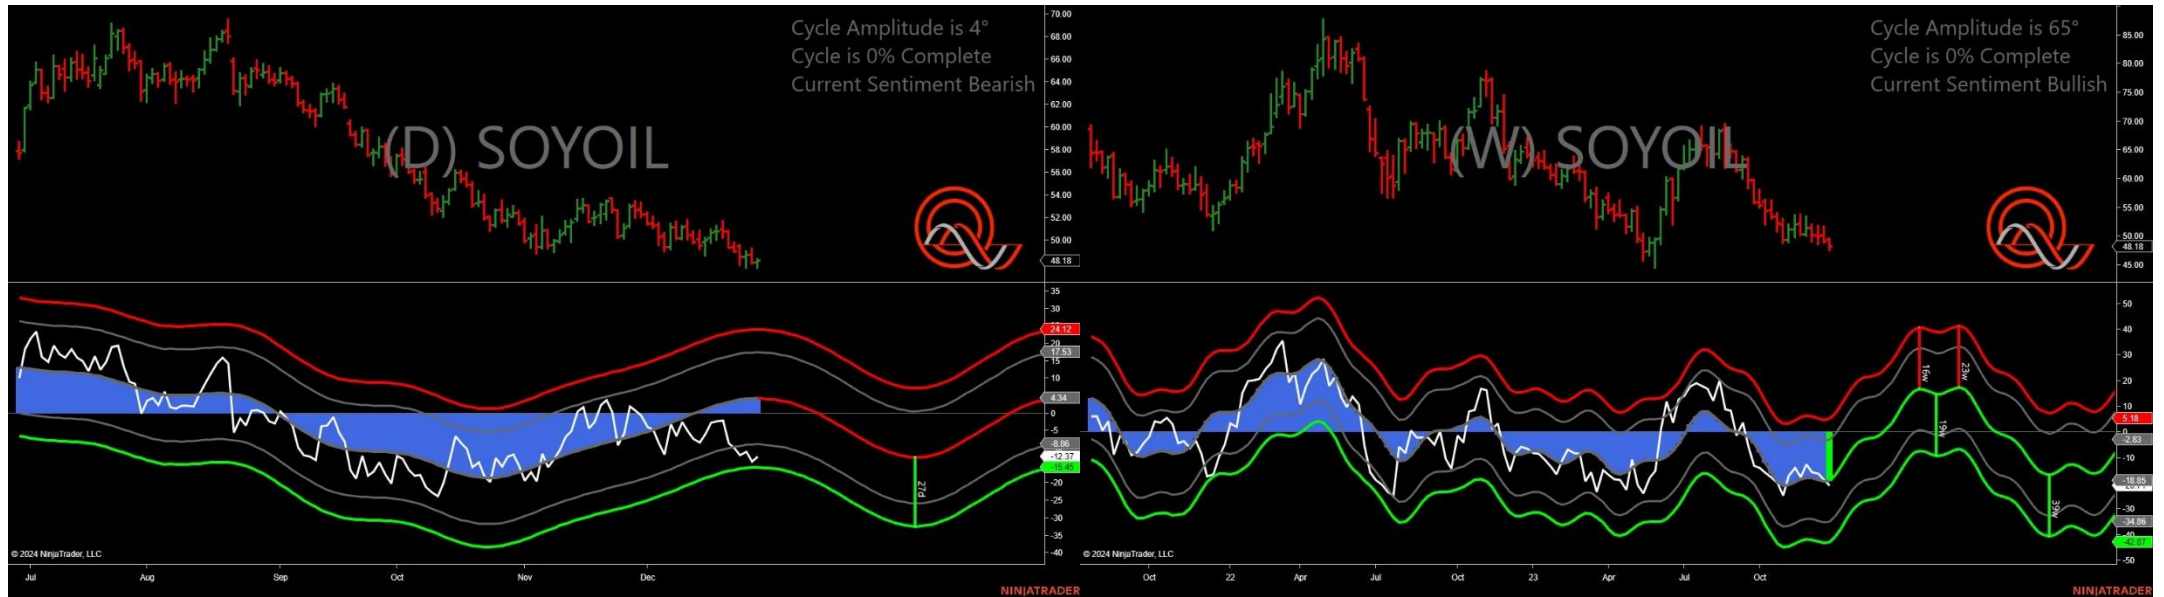 Cycle Amplitude is 4°
Cycle is 0% Complete
Current Sentiment Bearish
(D) SOYOIL
70.00
68.00
66.00
64.00
62.00
60.00
58.00
56.00
54.00
52.00
50.00
48.18
35
30
24.12
20
17.53
15
10
4.34
0
-5
-8.86
-12.37
-15.45
-20
-25
-30
-35
-40
27d
© 2024 NinjaTrader, LLC
Jul Aug Sep Oct Nov Dec
NINJATRADER
Cycle Amplitude is 65°
Cycle is 0% Complete
Current Sentiment Bullish
(W) SOYOIL
85.00
80.00
75.00
70.00
65.00
60.00
55.00
50.00
48.18
45.00
50
40
30
20
10
5.18
0
-2.83
-10
-18.85
-30
-34.86
-42.87
-50
16w
23w
19w
39w
© 2024 NinjaTrader, LLC
Oct 22 Apr Jul Oct 23 Apr Jul Oct
NINJATRADER